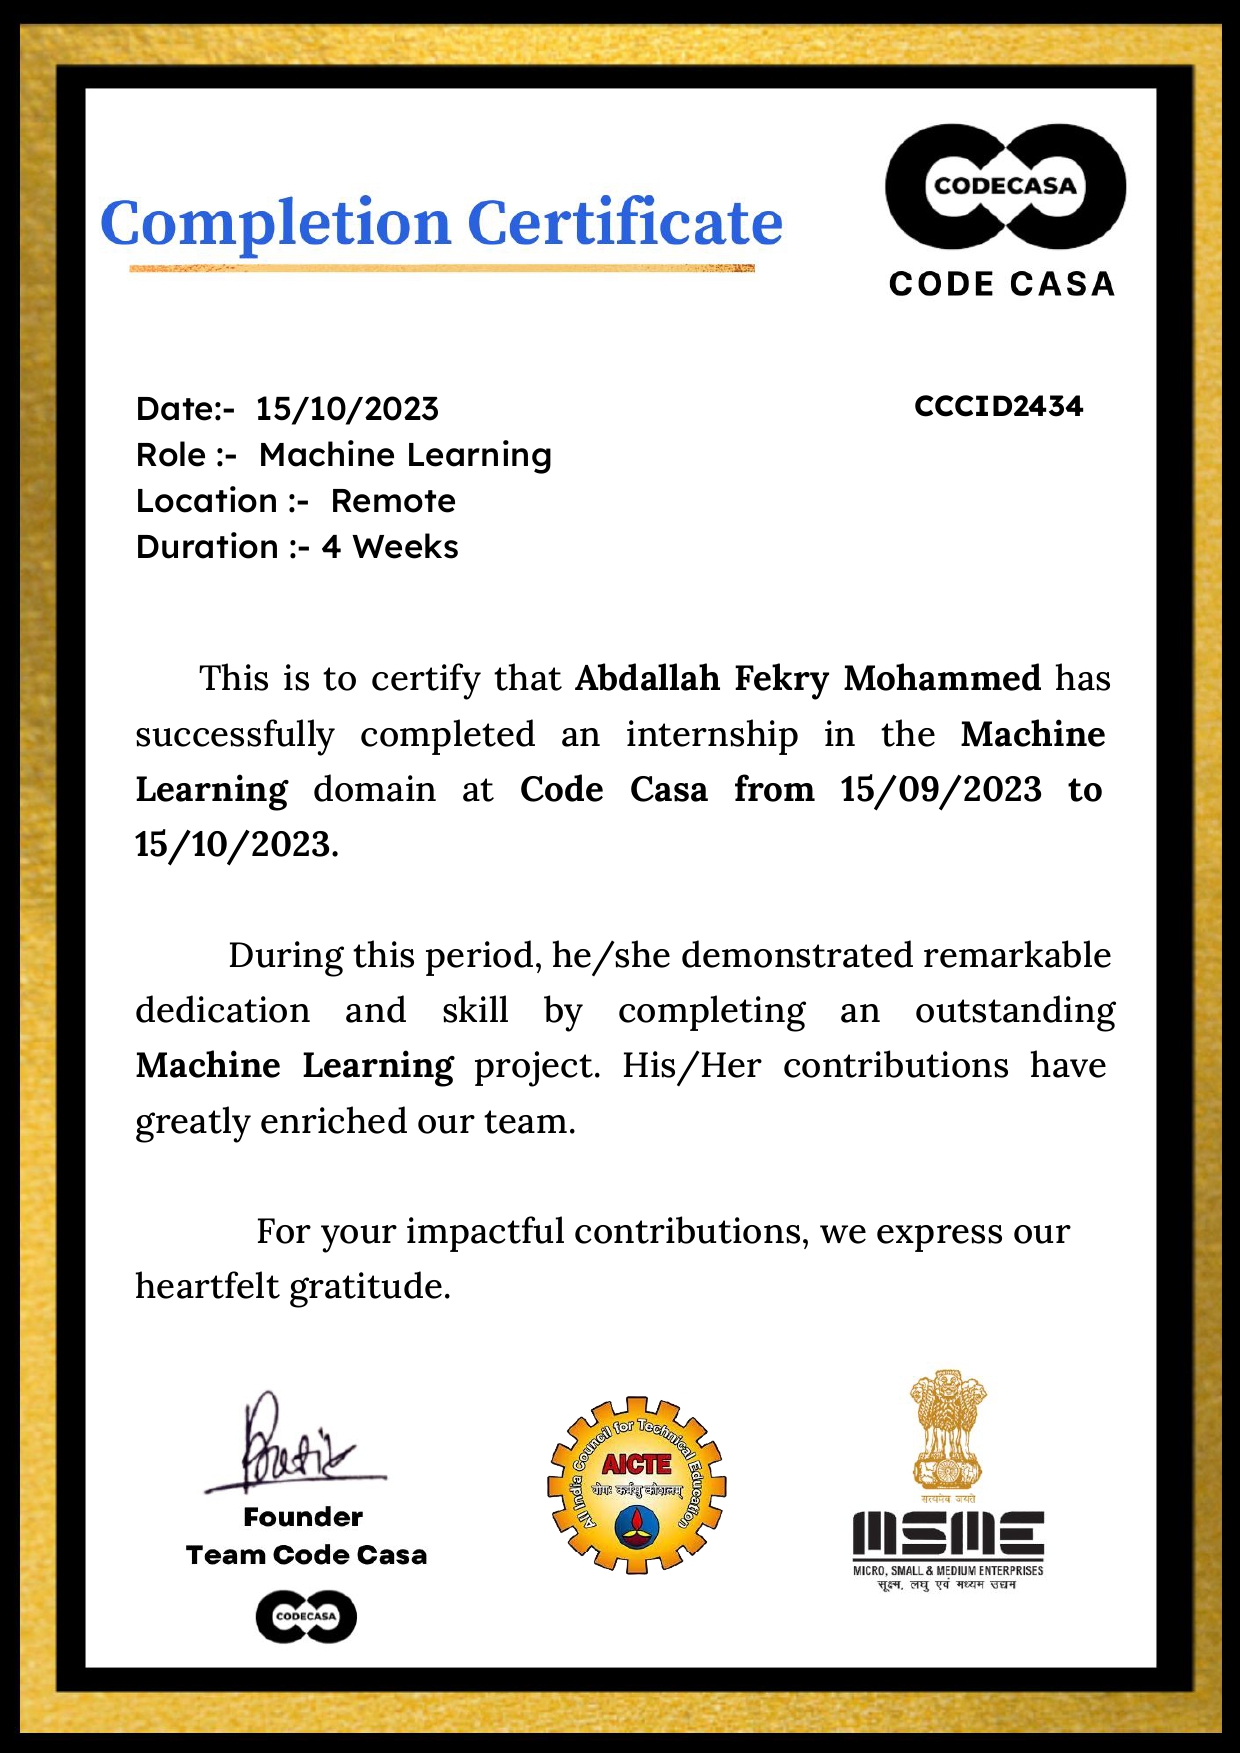 CODECASA
Completion Certificate
CODE CASA
Date:- 15/10/2023
CCCID2434
Role :- Machine Learning
Location :- Remote
Duration :- 4 Weeks
This is to certify that Abdallah Fekry Mohammed has
successfully completed an internship in the Machine
Learning domain at Code Casa from 15/09/2023 to
15/10/2023.
During this period, he/she demonstrated remarkable
dedication and skill by completing an outstanding
Machine Learning project. His/Her contributions have
greatly enriched our team.
For your impactful contributions, we express our
heartfelt gratitude.
Founder
Team Code Casa
CODECASA
All India Council for Technical Education
AICTE
सत्यमेव जयते
MSME
MICRO, SMALL & MEDIUM ENTERPRISES
सूक्ष्म, लघु एवं मध्यम उद्यम